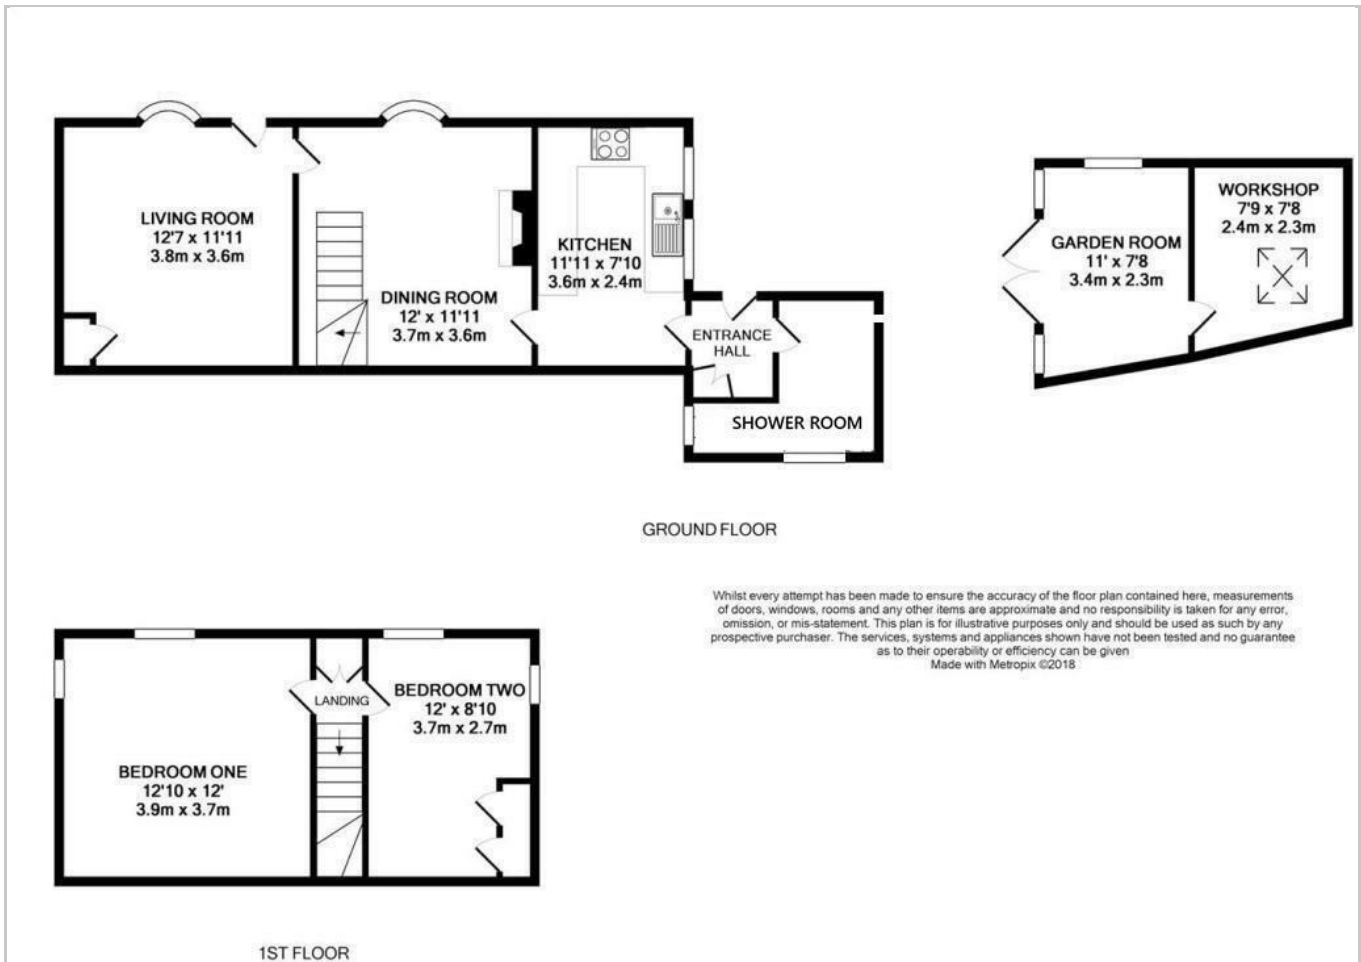 LIVING ROOM
12'7 x 11'11
3.8m x 3.6m
DINING ROOM
12' x 11'11
3.7m x 3.6m
KITCHEN
11'11 x 7'10
3.6m x 2.4m
ENTRANCE
HALL
SHOWER ROOM
GARDEN ROOM
11' x 7'8
3.4m x 2.3m
WORKSHOP
7'9 x 7'8
2.4m x 2.3m
GROUND FLOOR
Whilst every attempt has been made to ensure the accuracy of the floor plan contained here, measurements
of doors, windows, rooms and any other items are approximate and no responsibility is taken for any error,
omission, or mis-statement. This plan is for illustrative purposes only and should be used as such by any
prospective purchaser. The services, systems and appliances shown have not been tested and no guarantee
as to their operability or efficiency can be given
Made with Metropix ©2018
BEDROOM ONE
12'10 x 12'
3.9m x 3.7m
LANDING
BEDROOM TWO
12' x 8'10
3.7m x 2.7m
1ST FLOOR